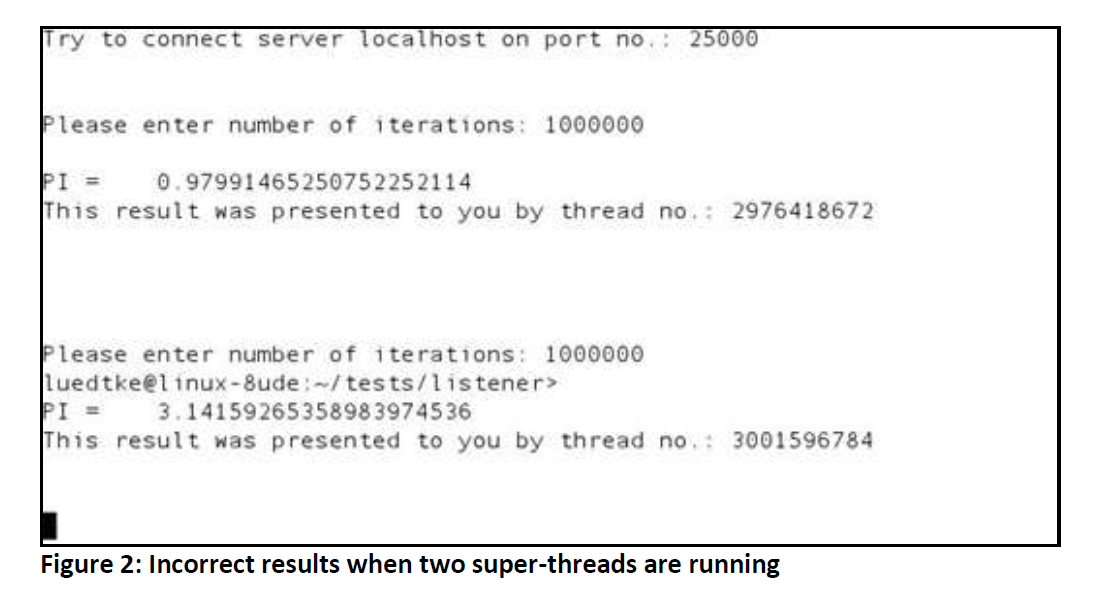 Try to connect server localhost on port no.: 25000
Please enter number of iterations: 1000000
PI =    0.97991465250752252114
This result was presented to you by thread no.: 2976418672
Please enter number of iterations: 1000000
luedtke@linux-8ude:~/tests/listener>
PI =    3.14159265358983974536
This result was presented to you by thread no.: 3001596784
Figure 2: Incorrect results when two super-threads are running